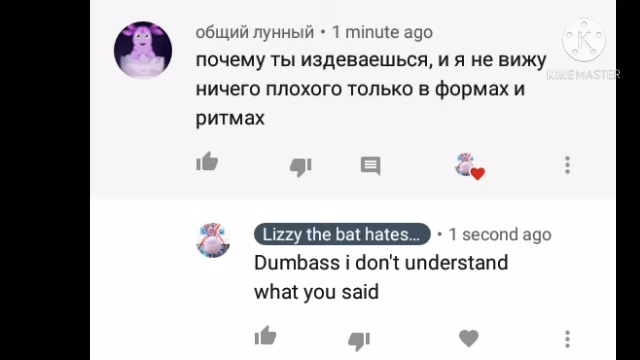 общий лунный • 1 minute ago
почему ты издеваешься, и я не вижу
ничего плохого только в формах и
ритмах
K
KINEMASTER
Lizzy the bat hates... • 1 second ago
Dumbass i don't understand
what you said